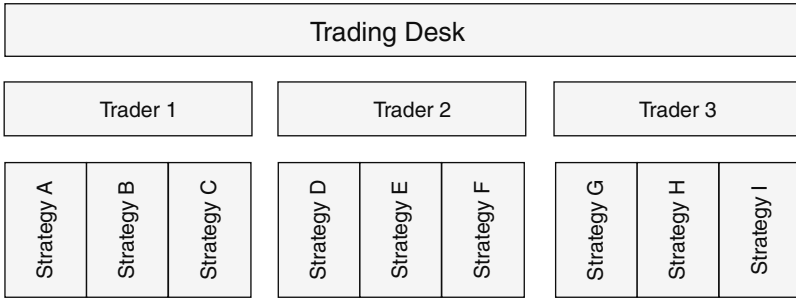 Trading Desk
Trader 1
Trader 2
Trader 3
Strategy A
Strategy B
Strategy C
Strategy D
Strategy E
Strategy F
Strategy G
Strategy H
Strategy I